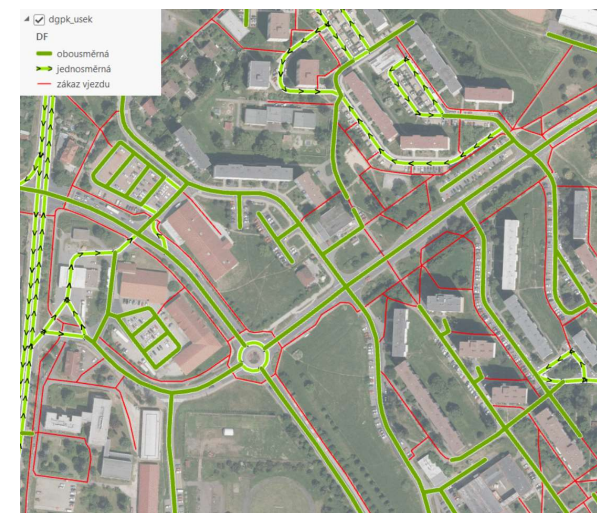 dgpk_usek
DF
obousměrná
jednosměrná
zákaz vjezdu